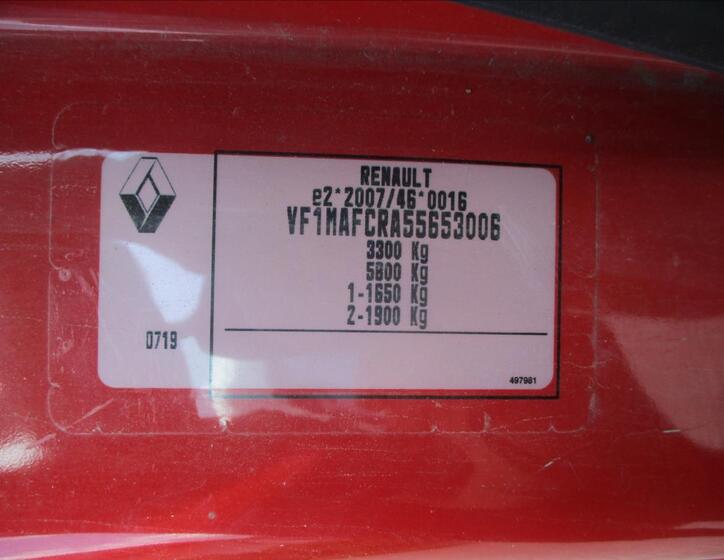 RENAULT
e2*2007/46*0016
VF1MAFCRA55653006
3300 Kg
5800 Kg
1-1650 Kg
2-1900 Kg
0719
497981